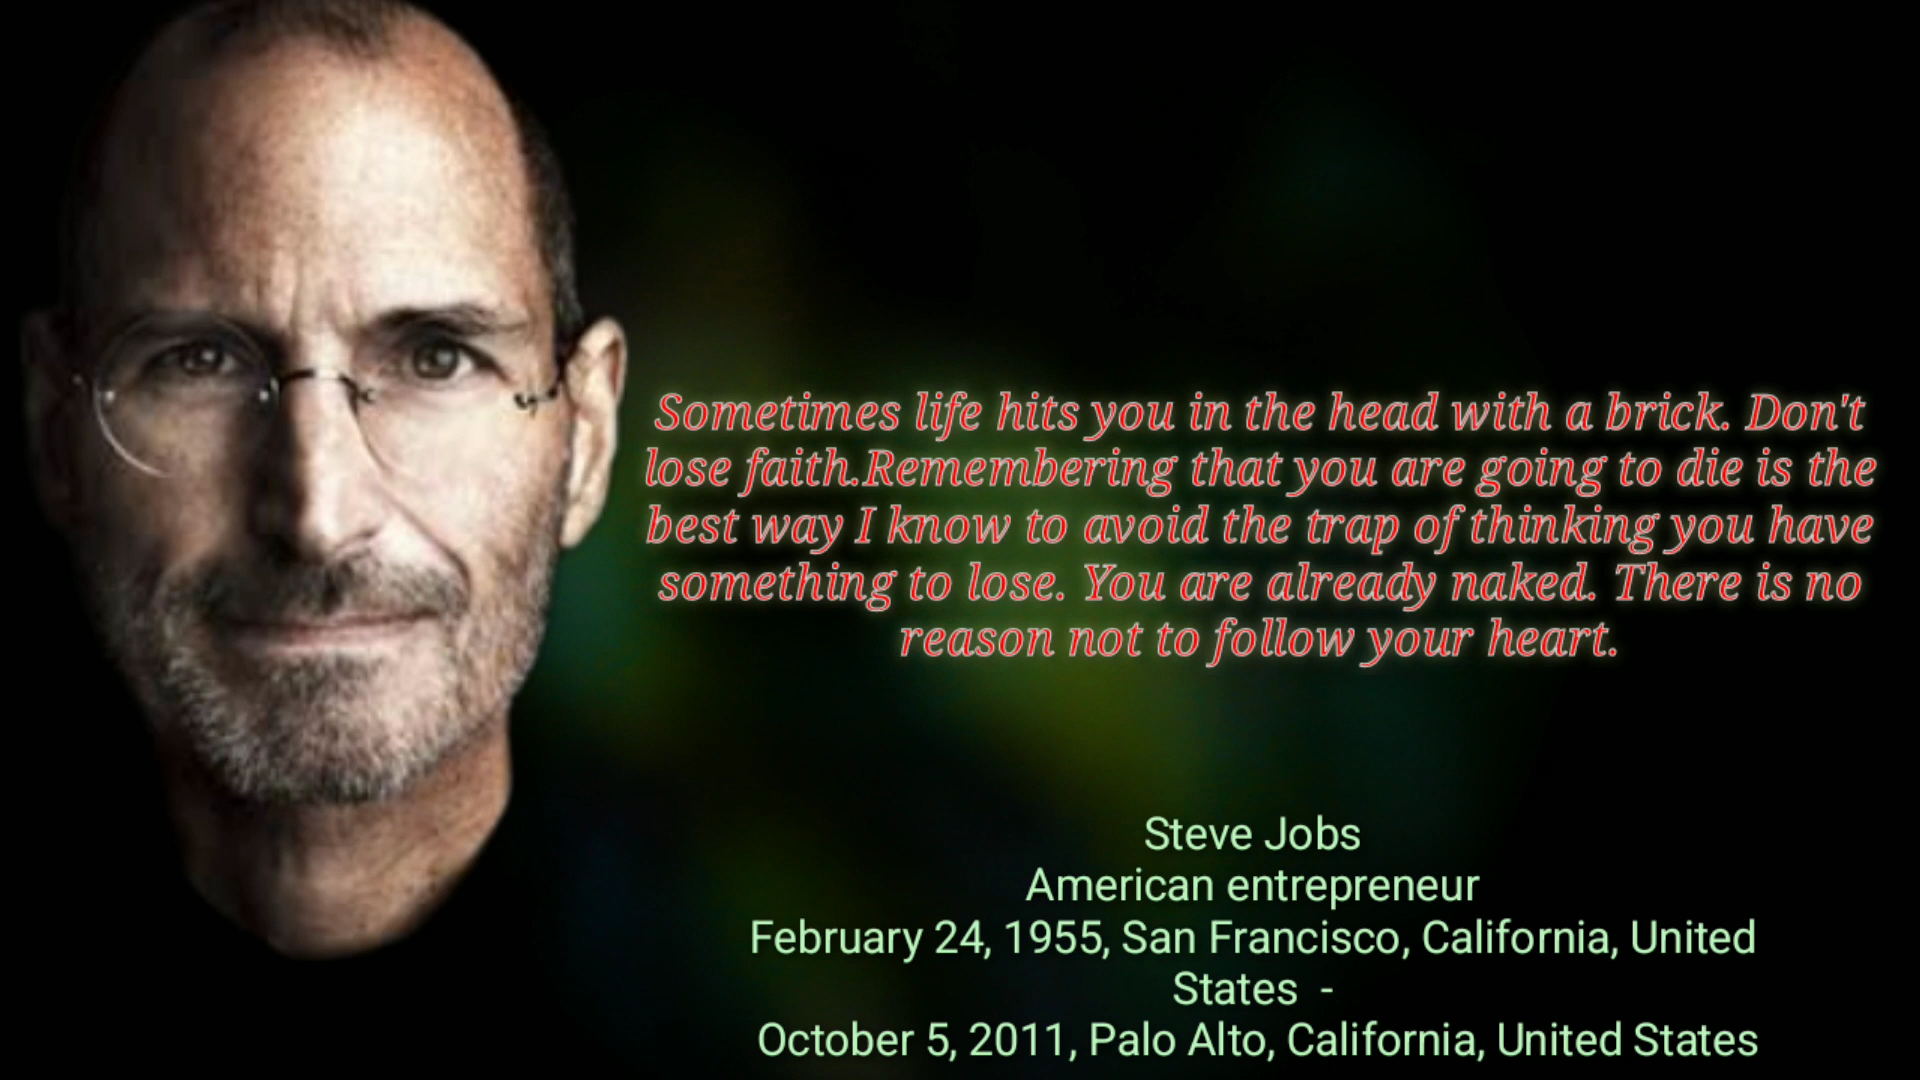 Sometimes life hits you in the head with a brick. Don't
lose faith.Remembering that you are going to die is the
best way I know to avoid the trap of thinking you have
something to lose. You are already naked. There is no
reason not to follow your heart.
Steve Jobs
American entrepreneur
February 24, 1955, San Francisco, California, United
States  -
October 5, 2011, Palo Alto, California, United States